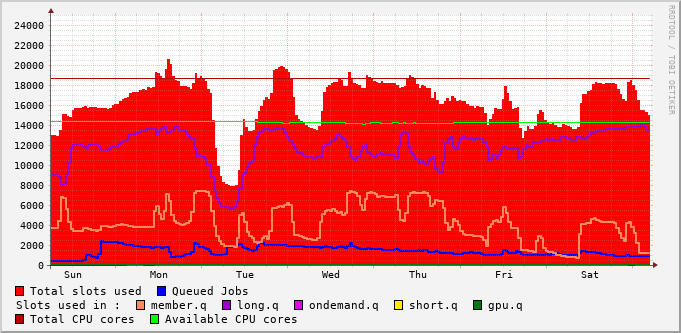 24000
22000
20000
18000
16000
14000
12000
10000
8000
6000
4000
2000
0
Sun Mon Tue Wed Thu Fri Sat
RRDTOOL / TOBI OETIKER
Total slots used Queued Jobs
Slots used in : member.q long.q ondemand.q short.q gpu.q
Total CPU cores Available CPU cores